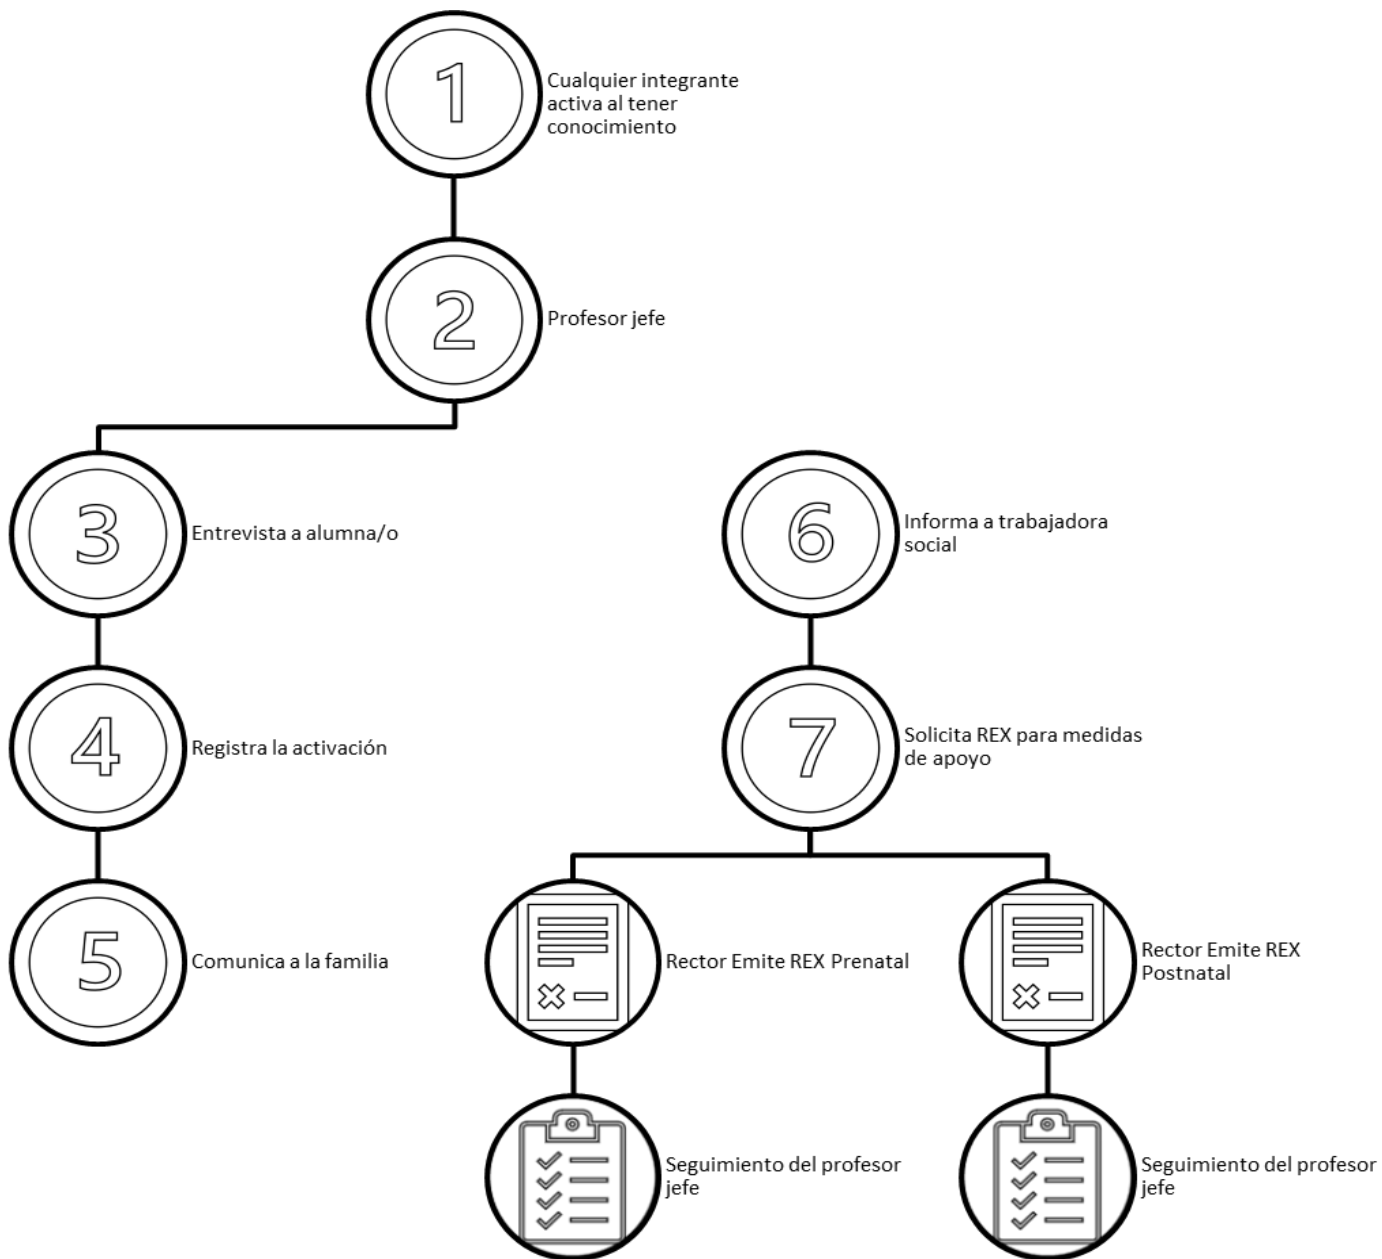 1
Cualquier integrante
activa al tener
conocimiento
2
Profesor jefe
3
Entrevista a alumna/o
4
Registra la activación
5
Comunica a la familia
6
Informa a trabajadora
social
7
Solicita REX para medidas
de apoyo
Rector Emite REX Prenatal
Seguimiento del profesor
jefe
Rector Emite REX
Postnatal
Seguimiento del profesor
jefe